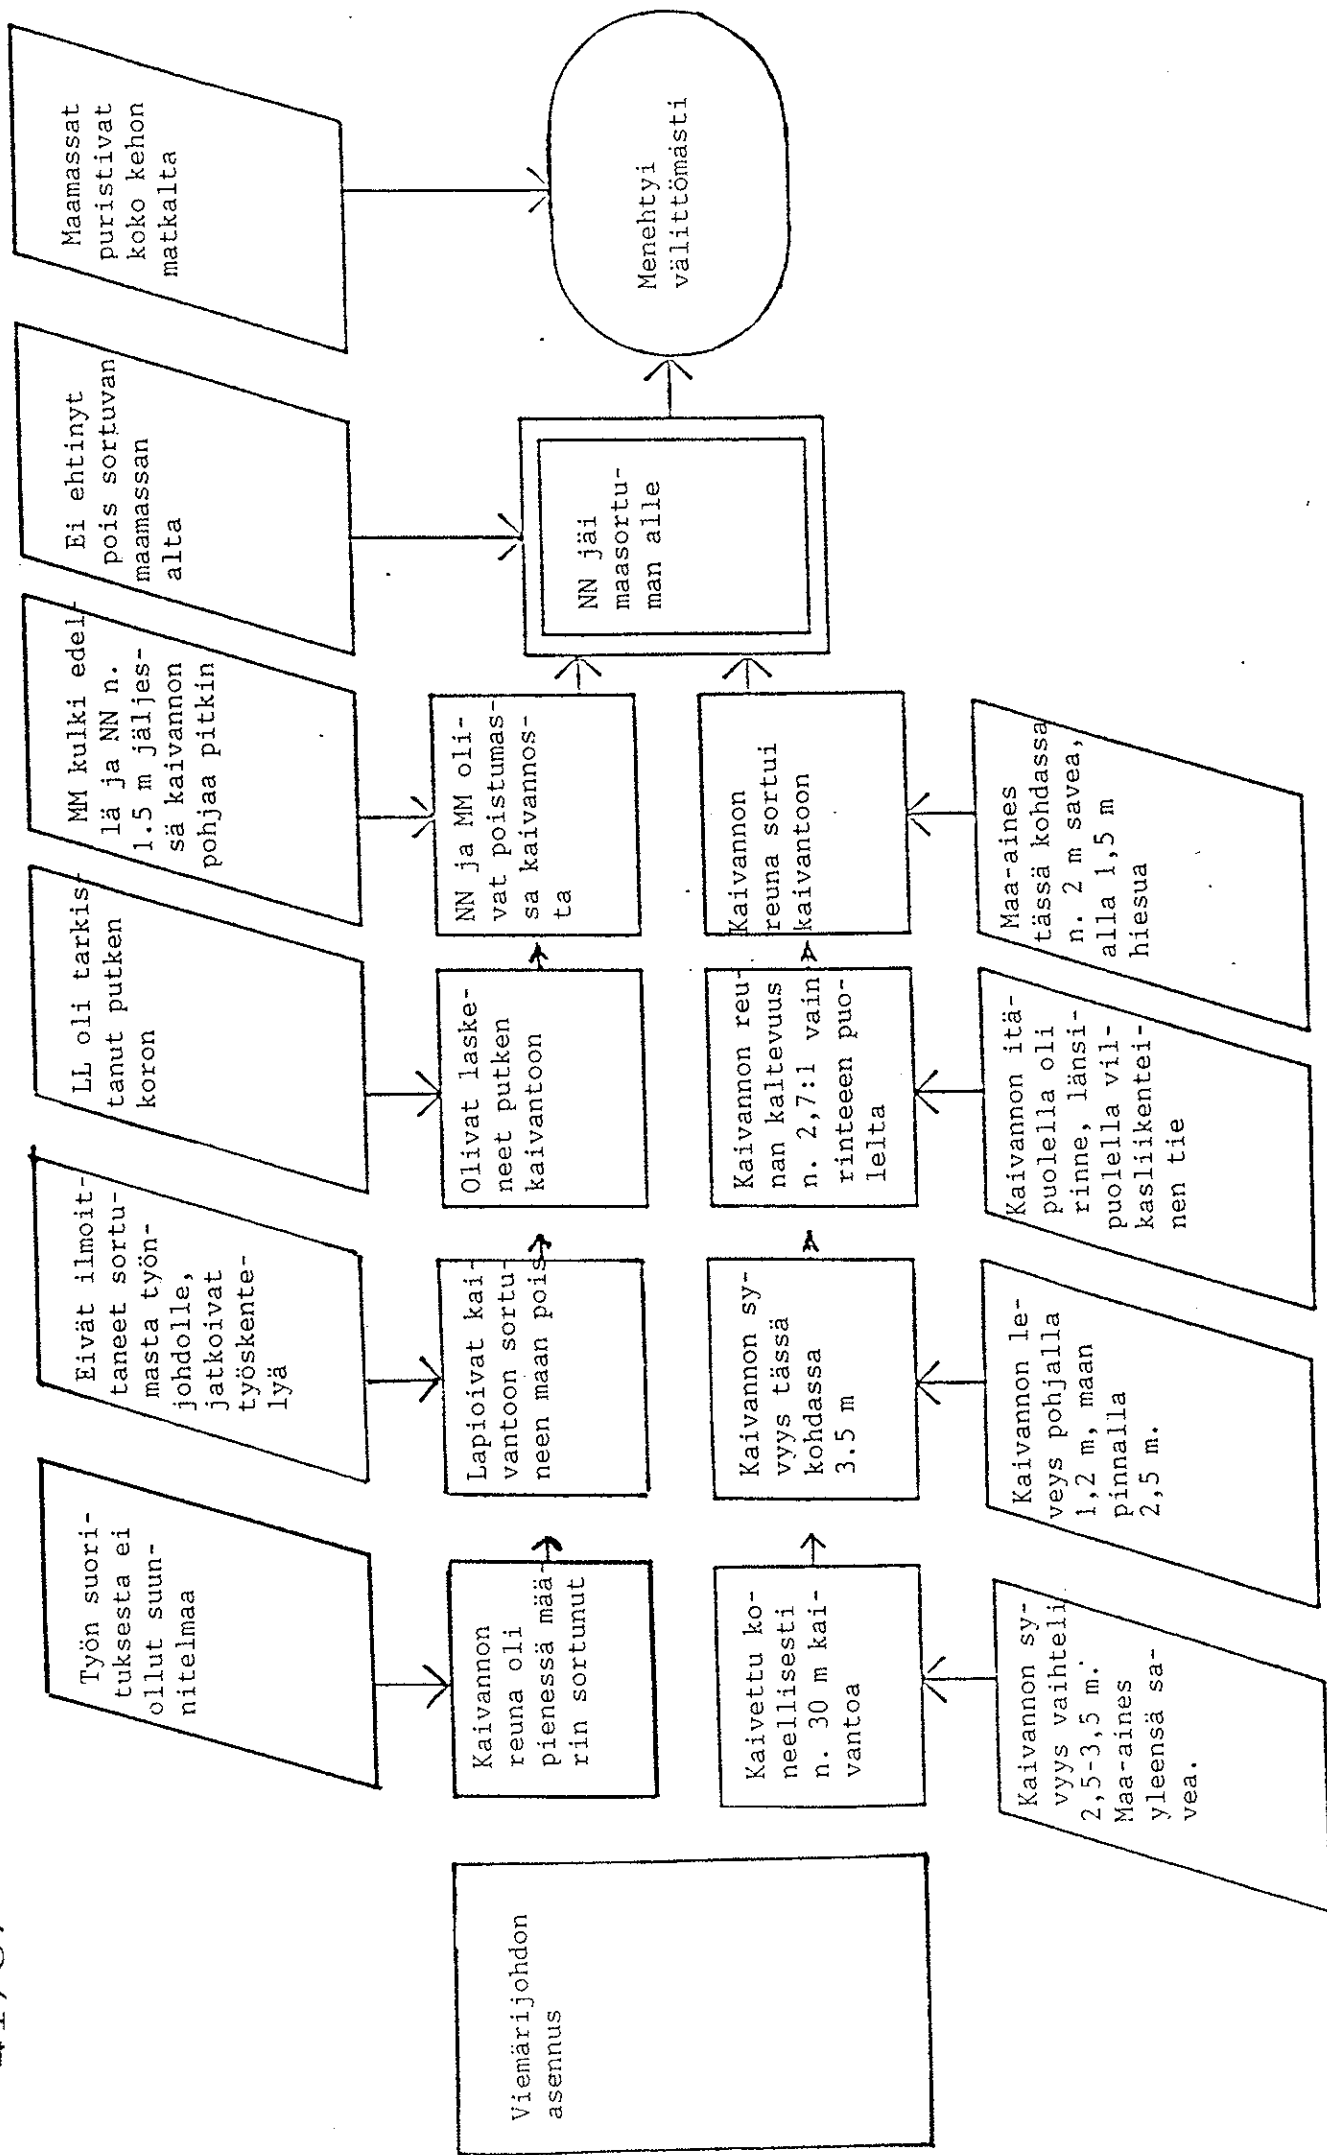 Työn suori-
tuksesta ei
ollut suun-
nitelmaa
Eivät ilmoit-
taneet sortu-
masta työn-
johdolle,
jatkoivat
työskente-
lyä
LL oli tarkis-
tanut putken
koron
MM kulki edel-
lä ja NN n.
1.5 m jäljes-
sä kaivannon
pohjaa pitkin
Ei ehtinyt
pois sortuvan
maamassan
alta
Maamassat
puristivat
koko kehon
matkalta
Viemärijohdon
asennus
Kaivannon
reuna oli
pienessä mää-
rin sortunut
Lapioivat kai-
vantoon sortu-
neen maan pois
Olivat laske-
neet putken
kaivantoon
NN ja MM oli-
vat poistumas-
sa kaivannos-
ta
NN jäi
maasortu-
man alle
Menehtyi
välittömästi
Kaivettu ko-
neellisesti
n. 30 m kai-
vantoa
Kaivannon sy-
vyys tässä
kohdassa
3.5 m
Kaivannon reu-
nan kaltevuus
n. 2,7:1 vain
rinteeen puo-
lelta
Kaivannon
reuna sortui
kaivantoon
Kaivannon sy-
vyys vaihteli
2,5-3,5 m.
Maa-aines
yleensä sa-
vea.
Kaivannon le-
veys pohjalla
1,2 m, maan
pinnalla
2,5 m.
Kaivannon itä-
puolella oli
rinne, länsi-
puolella vil-
kasliikentei-
nen tie
Maa-aines
tässä kohdassa
n. 2 m savea,
alla 1,5 m
hiesua